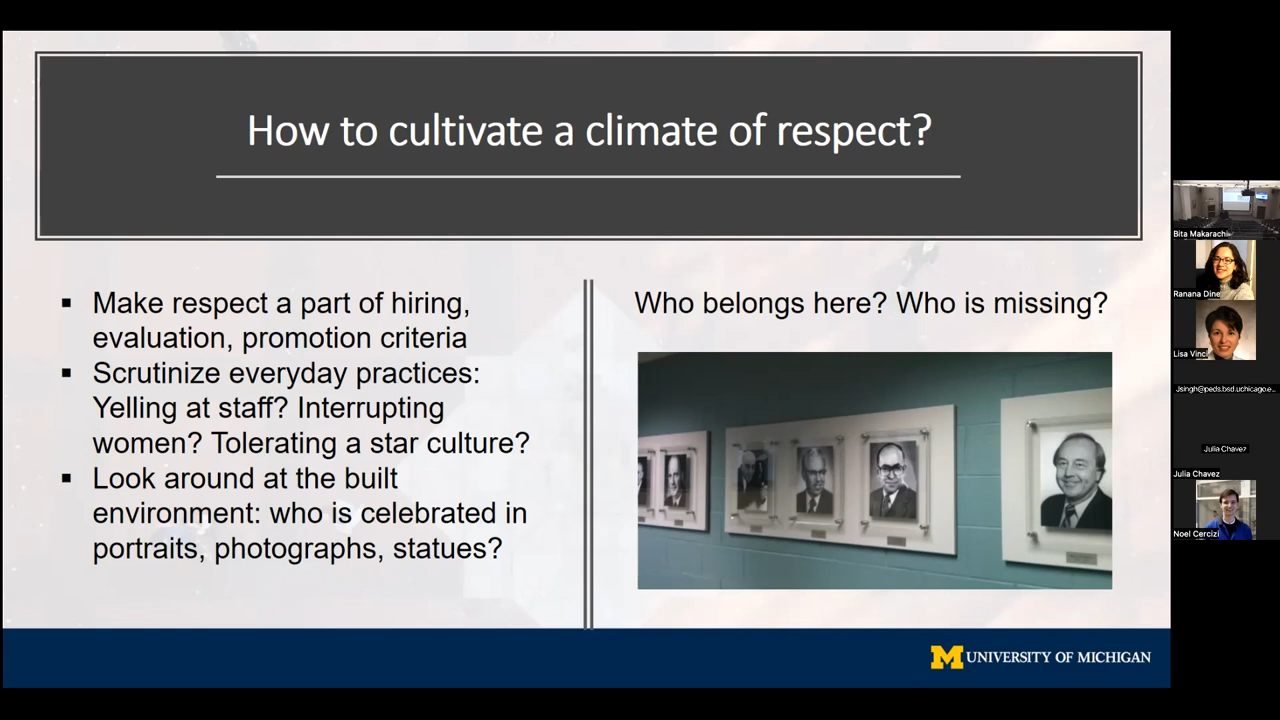 How to cultivate a climate of respect?
▪ Make respect a part of hiring,
evaluation, promotion criteria
▪ Scrutinize everyday practices:
Yelling at staff? Interrupting
women? Tolerating a star culture?
▪ Look around at the built
environment: who is celebrated in
portraits, photographs, statues?
Who belongs here? Who is missing?
M UNIVERSITY OF MICHIGAN
Bita Makarachi
Ranana Dine
Lisa Vinci
Jsingh@peds.bsd.uchicago.e...
Julia Chavez
Julia Chavez
Noel Cercizi